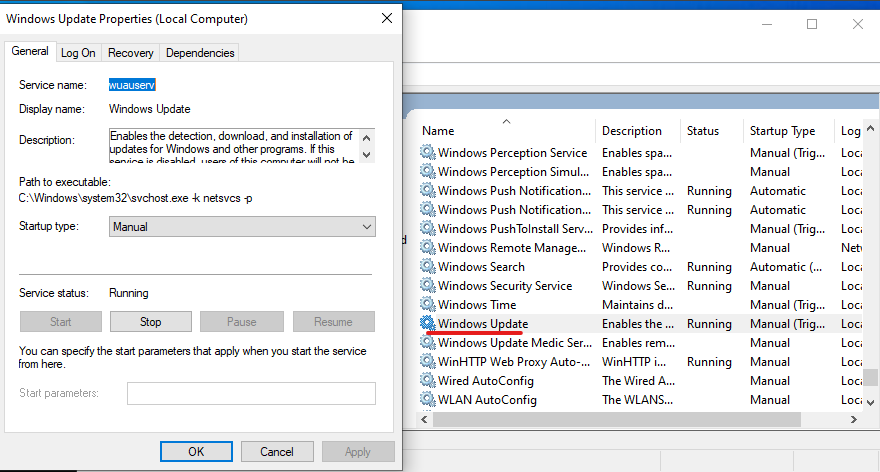 Windows Update Properties (Local Computer)
General
Log On
Recovery
Dependencies
Service name:
wuauserv
Display name:
Windows Update
Description:
Enables the detection, download, and installation of
updates for Windows and other programs. If this
service is disabled, users of this computer will not be
Path to executable:
C:\Windows\system32\svchost.exe -k netsvcs -p
Startup type:
Manual
Service status:
Running
Start
Stop
Pause
Resume
You can specify the start parameters that apply when you start the service
from here.
Start parameters:
OK
Cancel
Apply
d
Name Description Status Startup Type Log
Windows Perception Service Enables spa... Manual (Trig... Loca
Windows Perception Simul... Enables spa... Manual Loca
Windows Push Notification... This service ... Running Automatic Loca
Windows Push Notification... This service ... Running Automatic Loca
Windows PushToInstall Serv... Provides inf... Manual (Trig... Loca
Windows Remote Manage... Windows R... Manual Netw
Windows Search Provides co... Running Automatic (... Loca
Windows Security Service Windows Se... Running Manual Loca
Windows Time Maintains d... Manual (Trig... Loca
Windows Update Enables the ... Running Manual (Trig... Loca
Windows Update Medic Ser... Enables rem... Manual Loca
WinHTTP Web Proxy Auto-... WinHTTP i... Running Manual Loca
Wired AutoConfig The Wired A... Manual Loca
WLAN AutoConfig The WLANS... Manual Loca